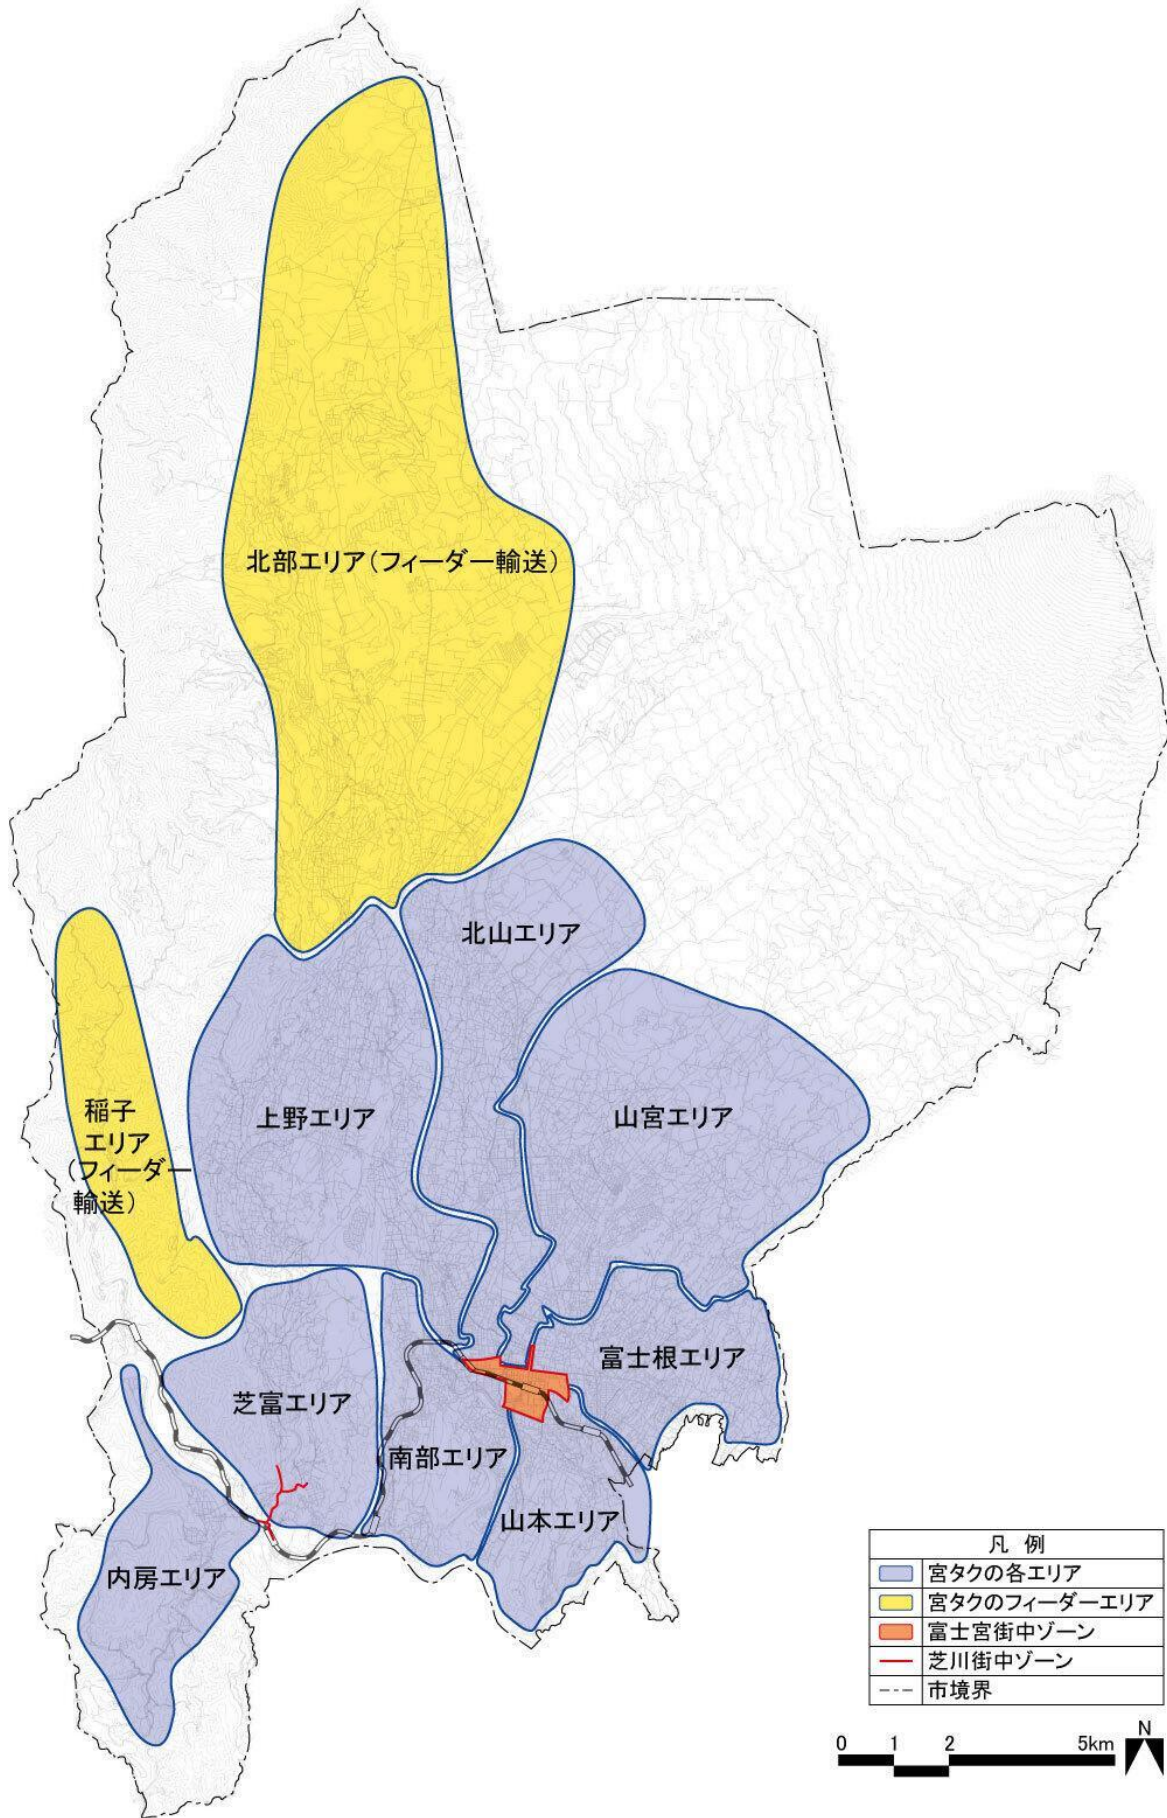 北部エリア(フィーダー輸送)
北山エリア
稲子
エリア
(フィーダー
輸送)
上野エリア
山宮エリア
芝富エリア
富士根エリア
南部エリア
山本エリア
内房エリア
凡 例
宮タクの各エリア
宮タクのフィーダーエリア
富士宮街中ゾーン
芝川街中ゾーン
市境界
0 1 2 5km
N